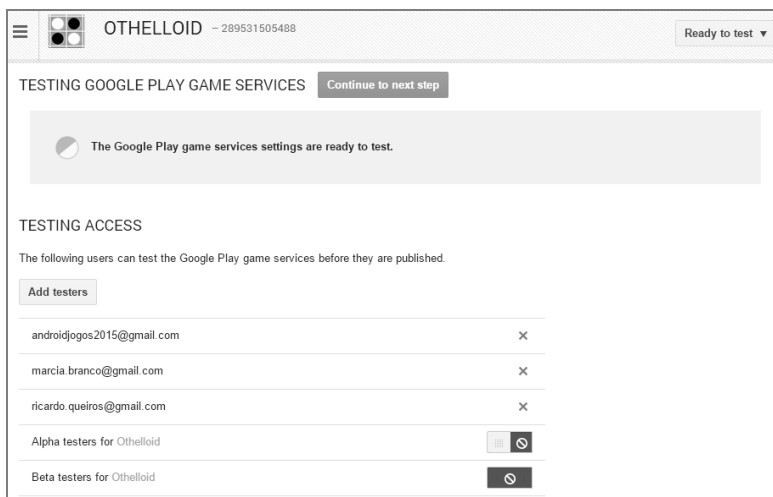 OTHELLOID – 289531505488
Ready to test
TESTING GOOGLE PLAY GAME SERVICES Continue to next step
The Google Play game services settings are ready to test.
TESTING ACCESS
The following users can test the Google Play game services before they are published.
Add testers
androidjogos2015@gmail.com
marcia.branco@gmail.com
ricardo.queiros@gmail.com
Alpha testers for Othelloid
Beta testers for Othelloid